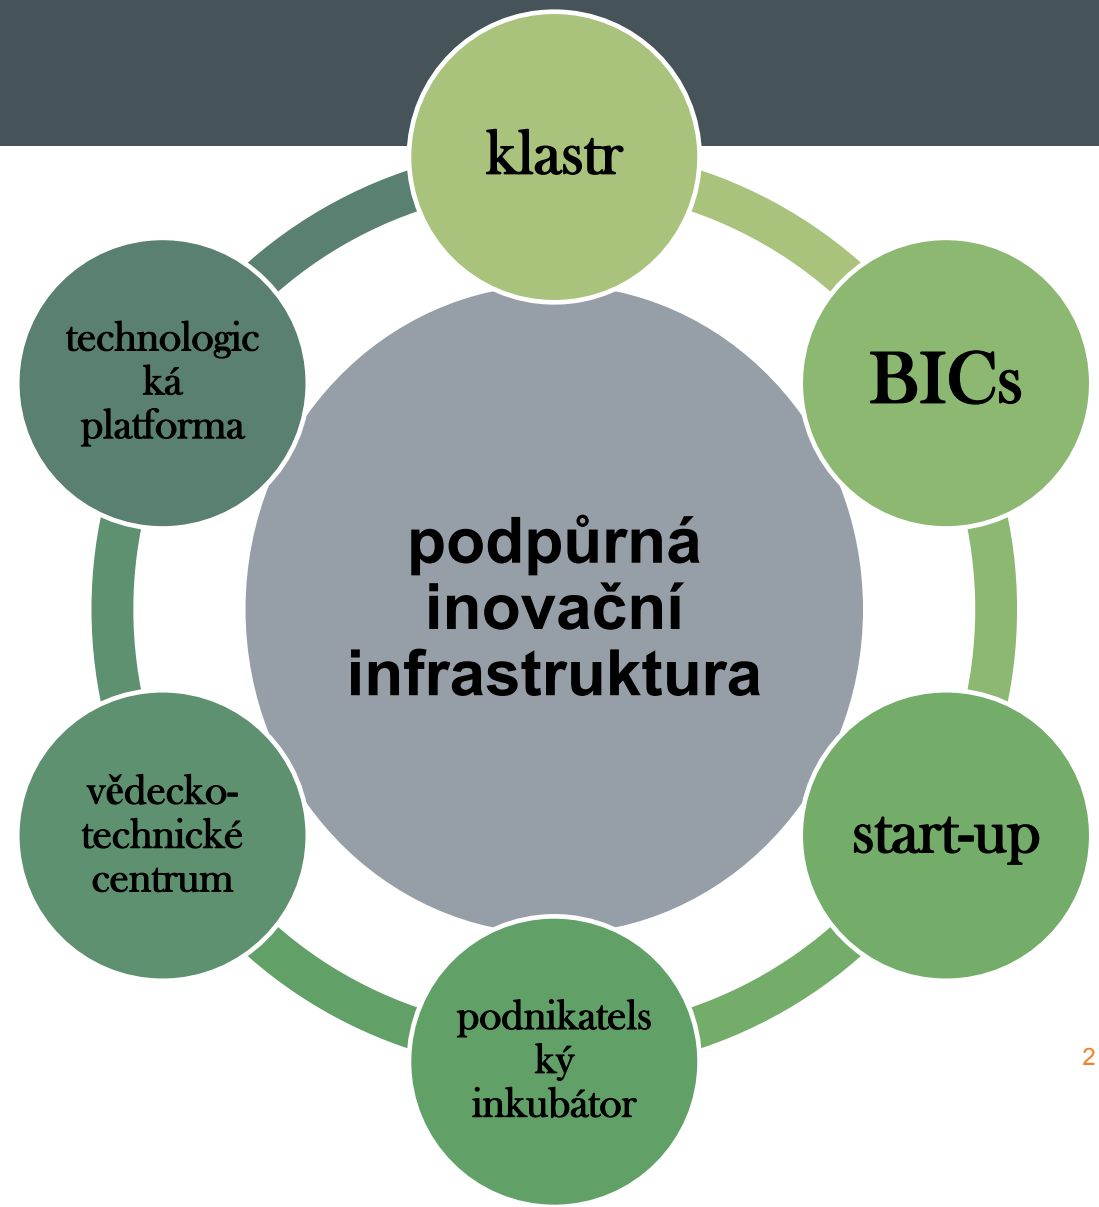 klastr
BICs
start-up
podnikatels
ký
inkubátor
vědecko-
technické
centrum
technologic
ká
platforma
podpůrná
inovační
infrastruktura
2